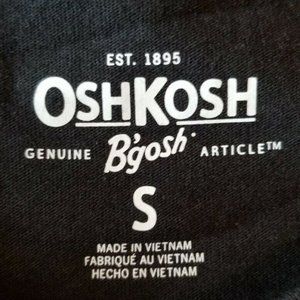 EST. 1895
OSHKOSH
GENUINE B'gosh ARTICLE™
S
MADE IN VIETNAM
FABRIQUÉ AU VIETNAM
HECHO EN VIETNAM